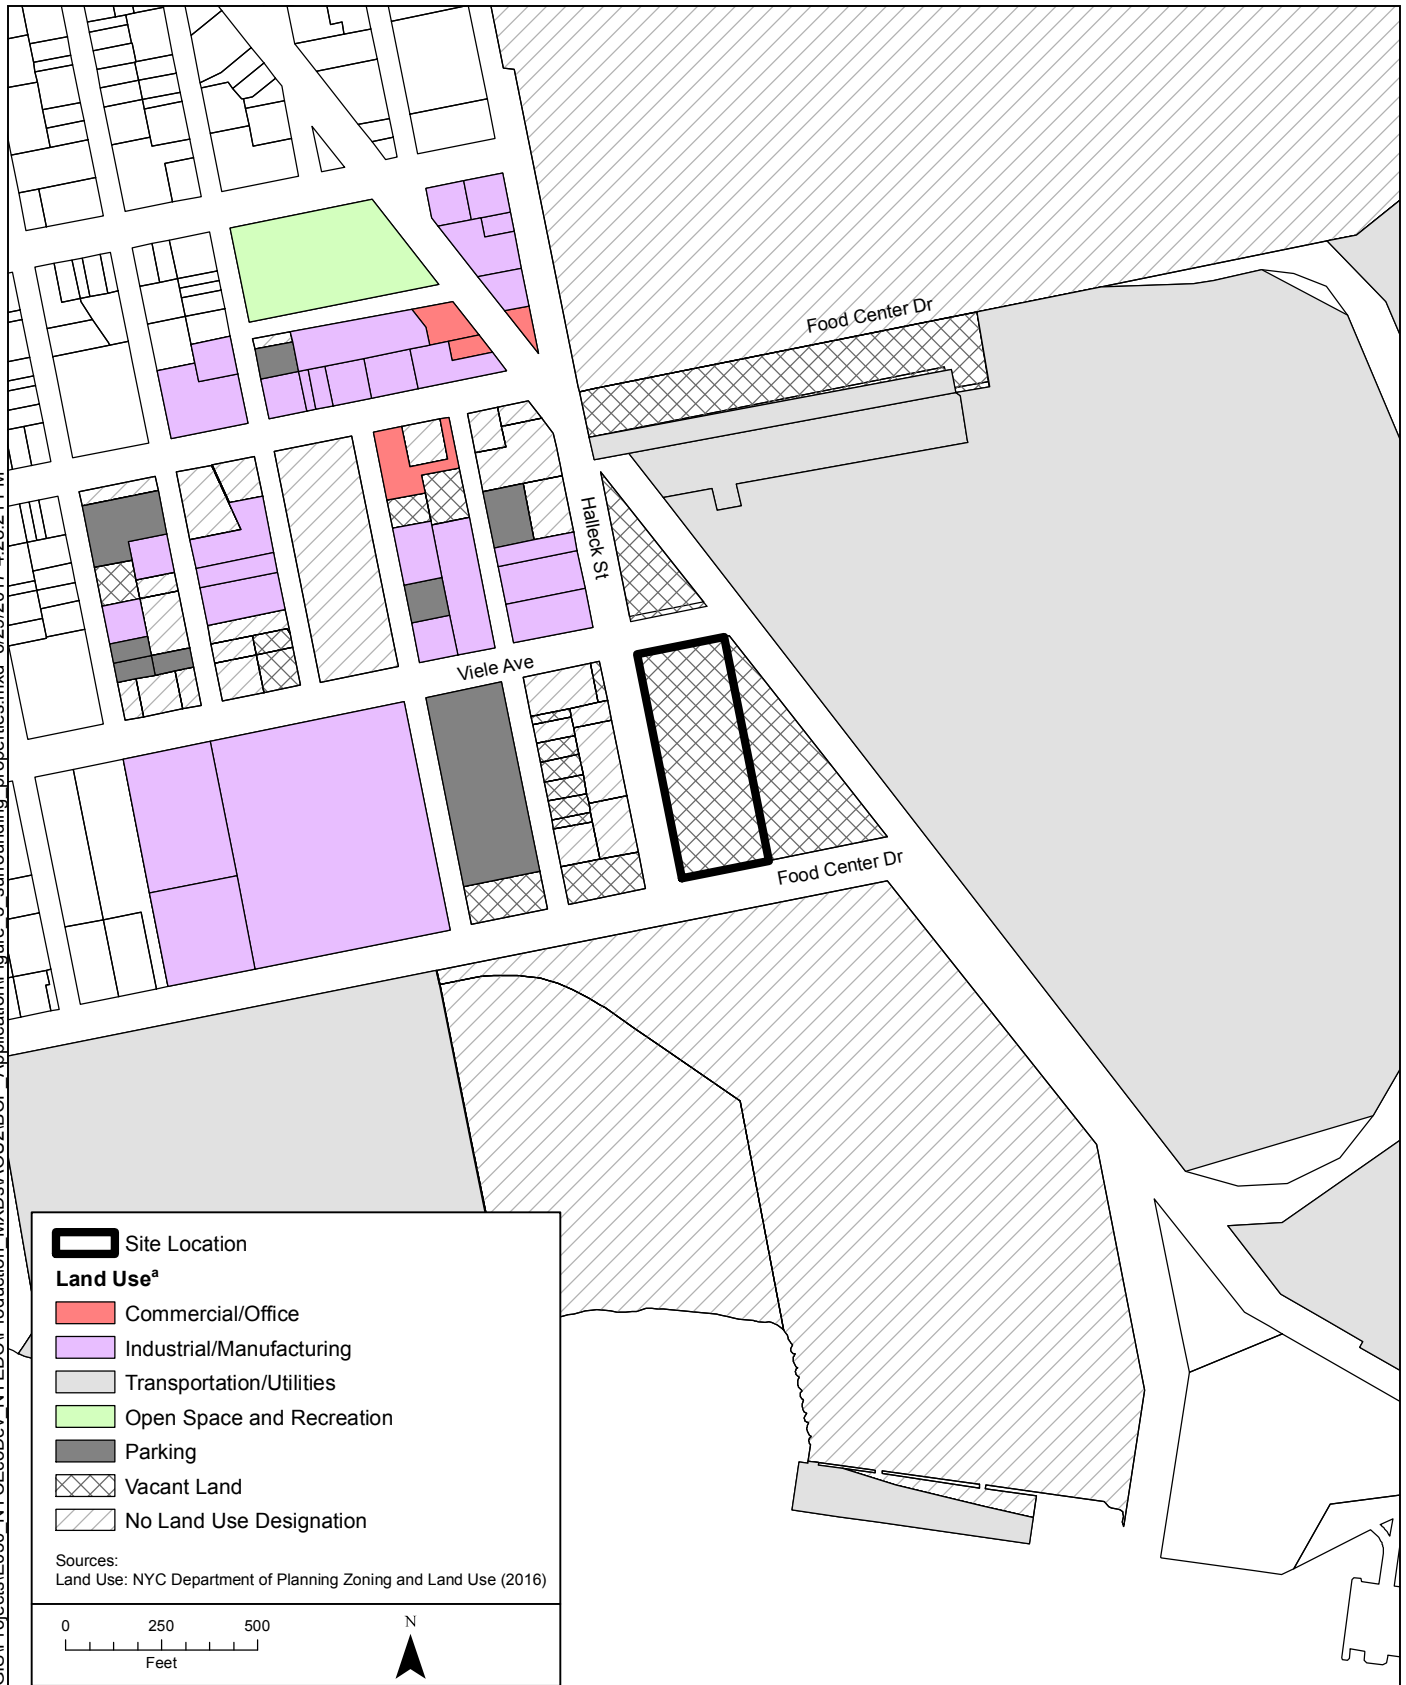 Food Center Dr
Halleck St
Viele Ave
Food Center Dr
Site Location
Land Useª
Commercial/Office
Industrial/Manufacturing
Transportation/Utilities
Open Space and Recreation
Parking
Vacant Land
No Land Use Designation
Sources:
Land Use: NYC Department of Planning Zoning and Land Use (2016)
0 250 500
Feet
N